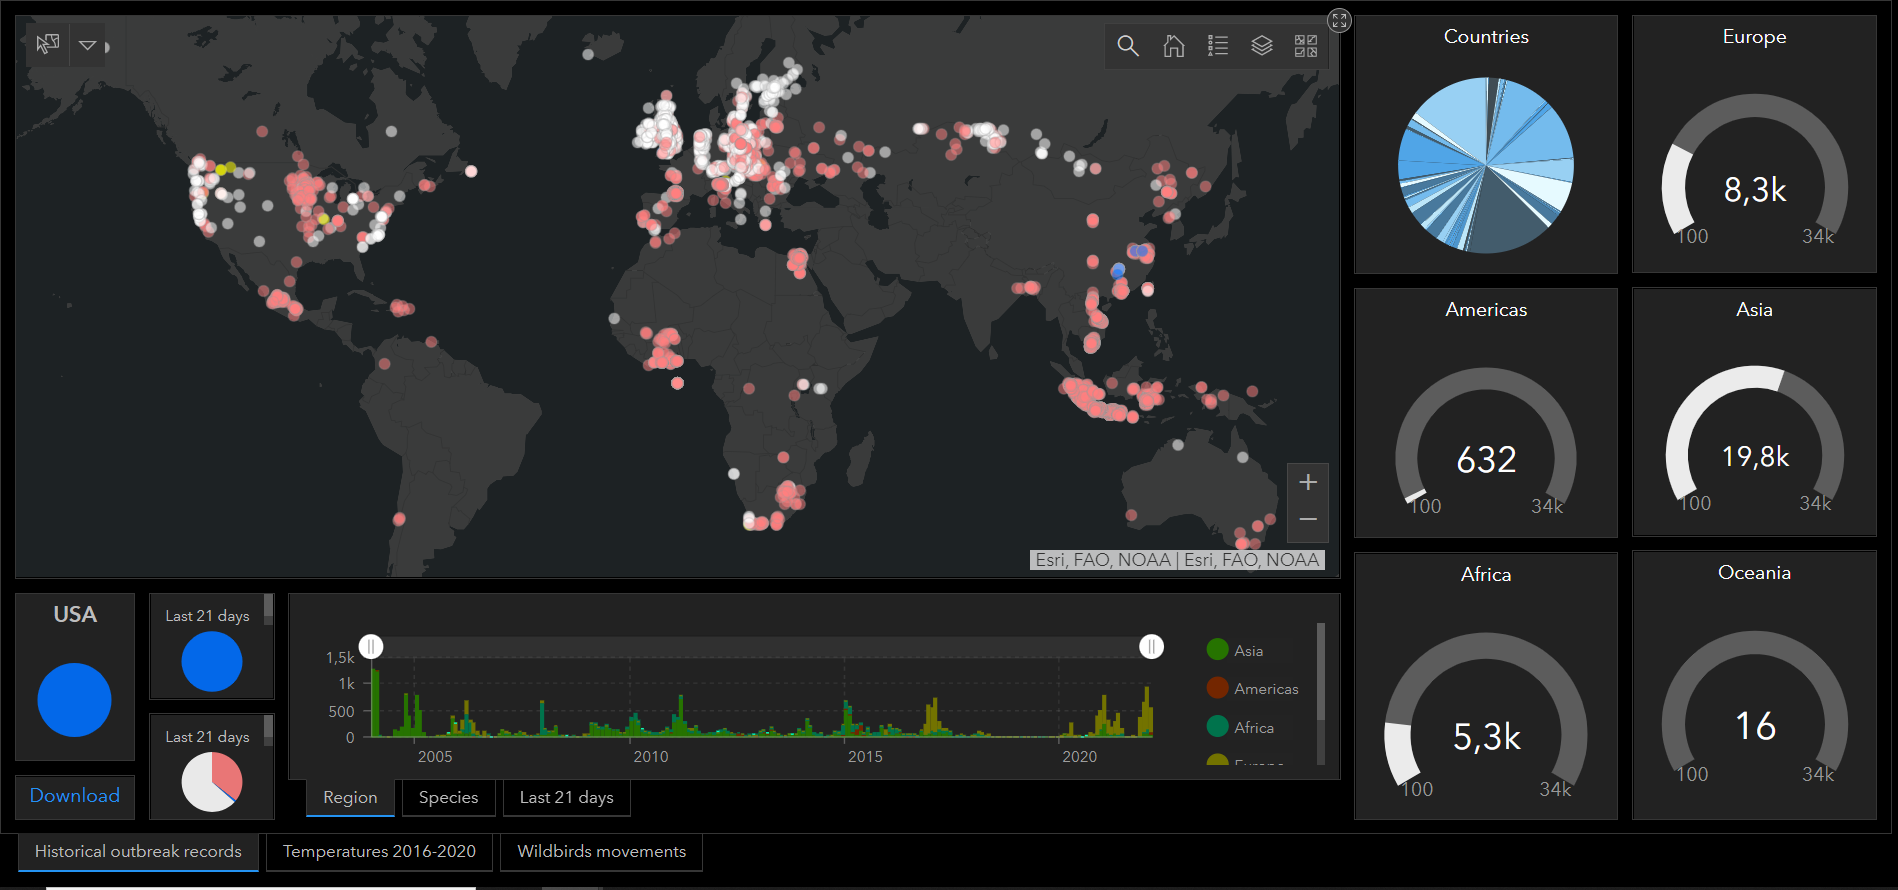 Esri, FAO, NOAA | Esri, FAO, NOAA
Countries
Europe
8,3k
100
34k
Americas
632
100
34k
Asia
19,8k
100
34k
Africa
5,3k
100
34k
Oceania
16
100
34k
USA
Download
Last 21 days
Last 21 days
1,5k
1k
500
0
2005
2010
2015
2020
Asia
Americas
Africa
Europe
Region
Species
Last 21 days
Historical outbreak records
Temperatures 2016-2020
Wildbirds movements